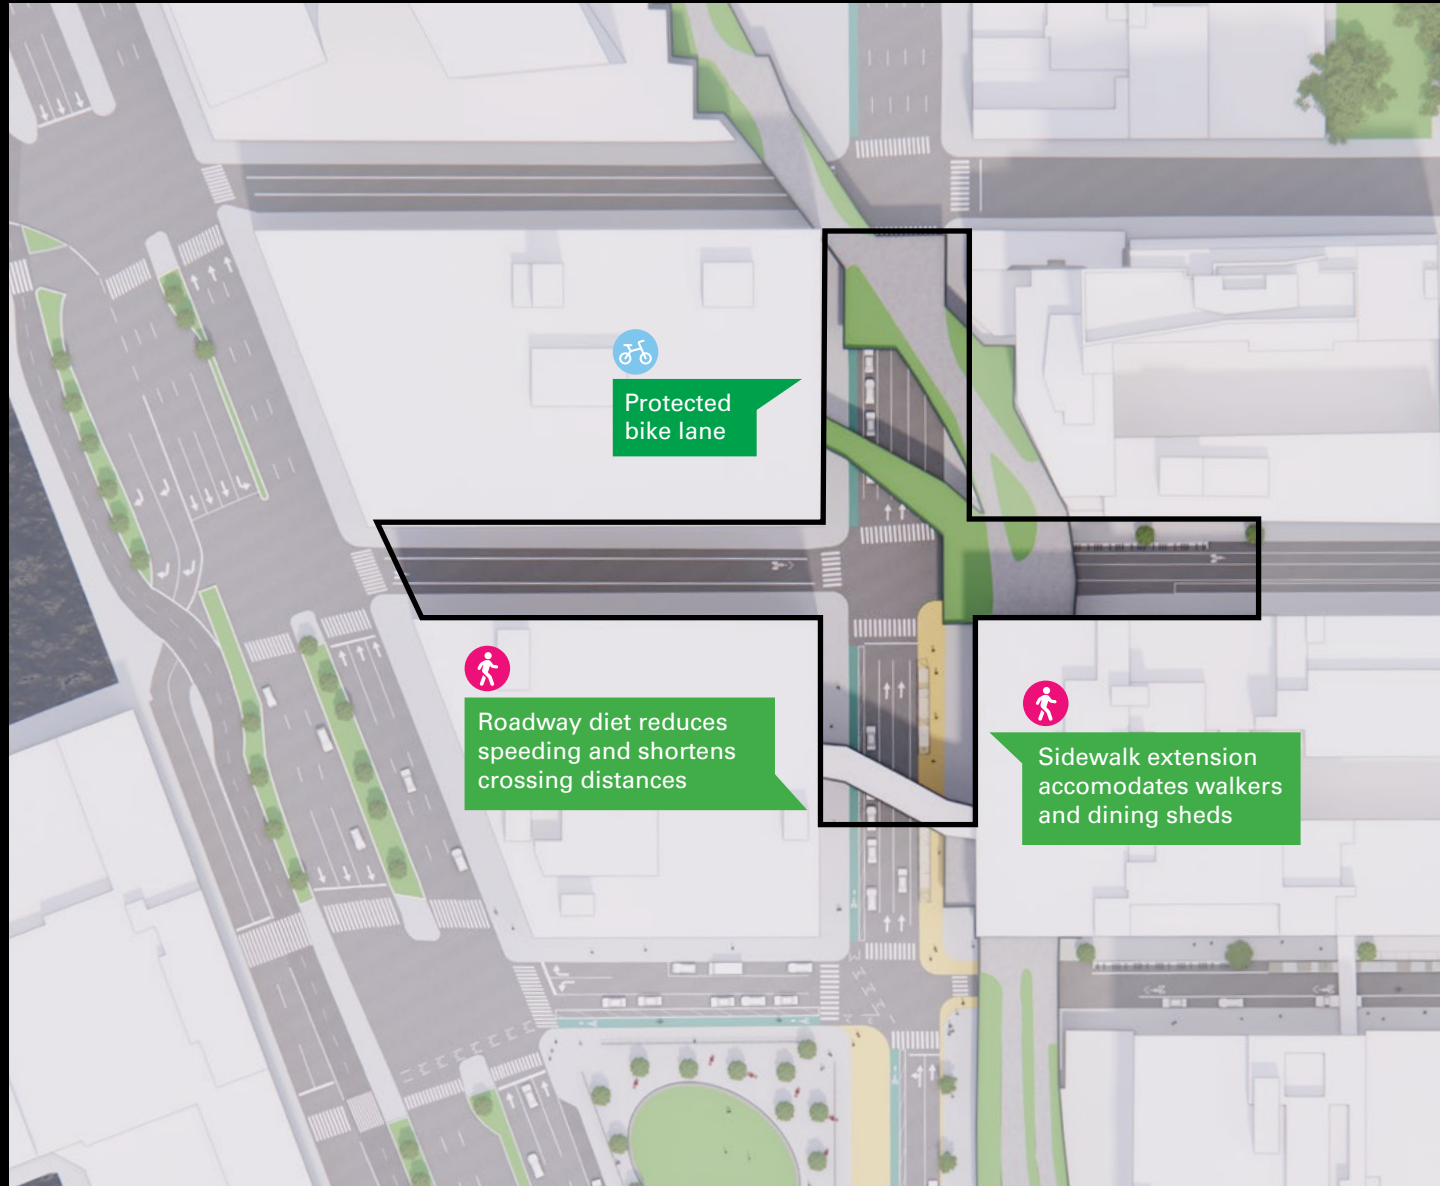 Protected
bike lane
Roadway diet reduces
speeding and shortens
crossing distances
Sidewalk extension
accomodates walkers
and dining sheds